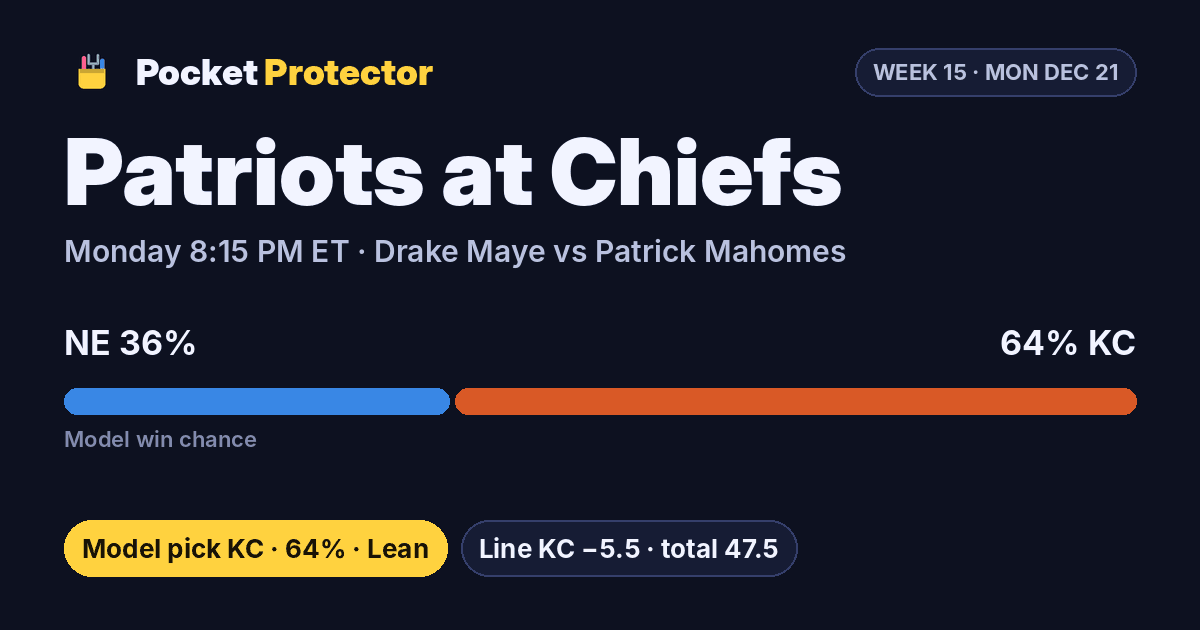 Pocket Protector
WEEK 15 · MON DEC 21
Patriots at Chiefs
Monday 8:15 PM ET · Drake Maye vs Patrick Mahomes
NE 36%
64% KC
Model win chance
Model pick KC · 64% · Lean
Line KC −5.5 · total 47.5